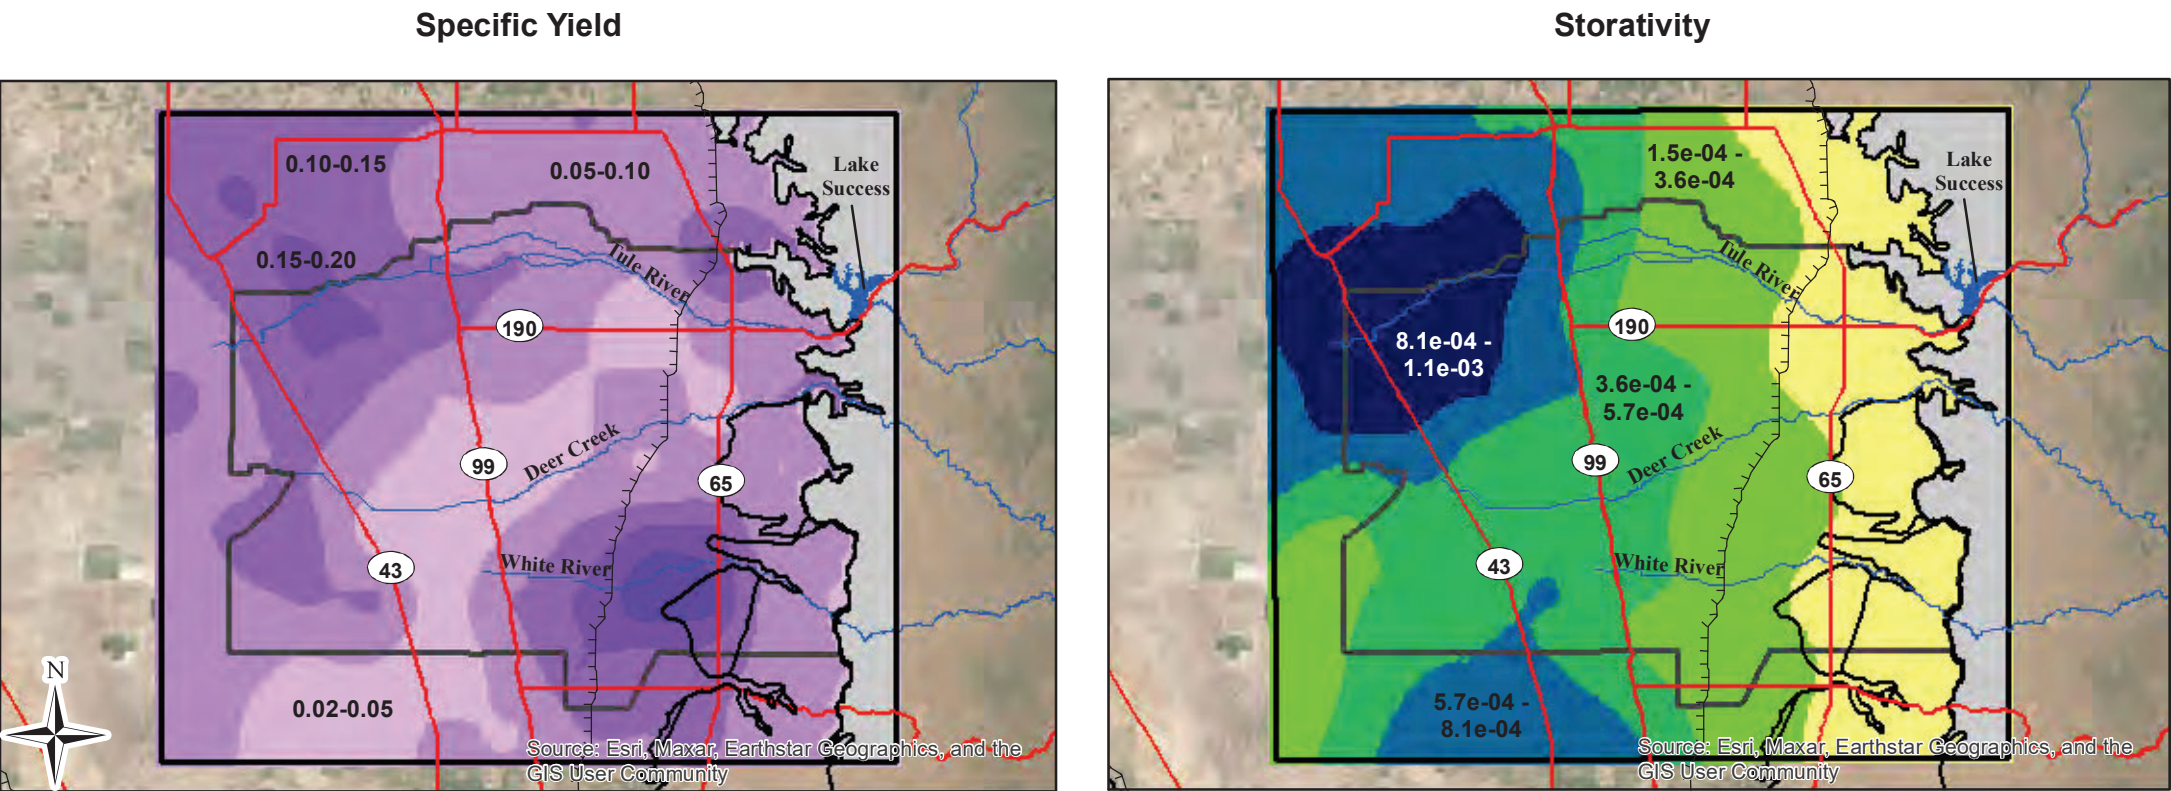 Specific Yield
0.10-0.15
0.05-0.10
Lake
Success
0.15-0.20
Tule River
190
99
Deer Creek
65
43
White River
N
0.02-0.05
Source: Esri, Maxar, Earthstar Geographics, and the
GIS User Community
Storativity
1.5e-04 -
3.6e-04
Lake
Success
Tule River
190
8.1e-04 -
1.1e-03
3.6e-04 -
5.7e-04
99
Deer Creek
65
43
White River
5.7e-04 -
8.1e-04
Source: Esri, Maxar, Earthstar Geographics, and the
GIS User Community